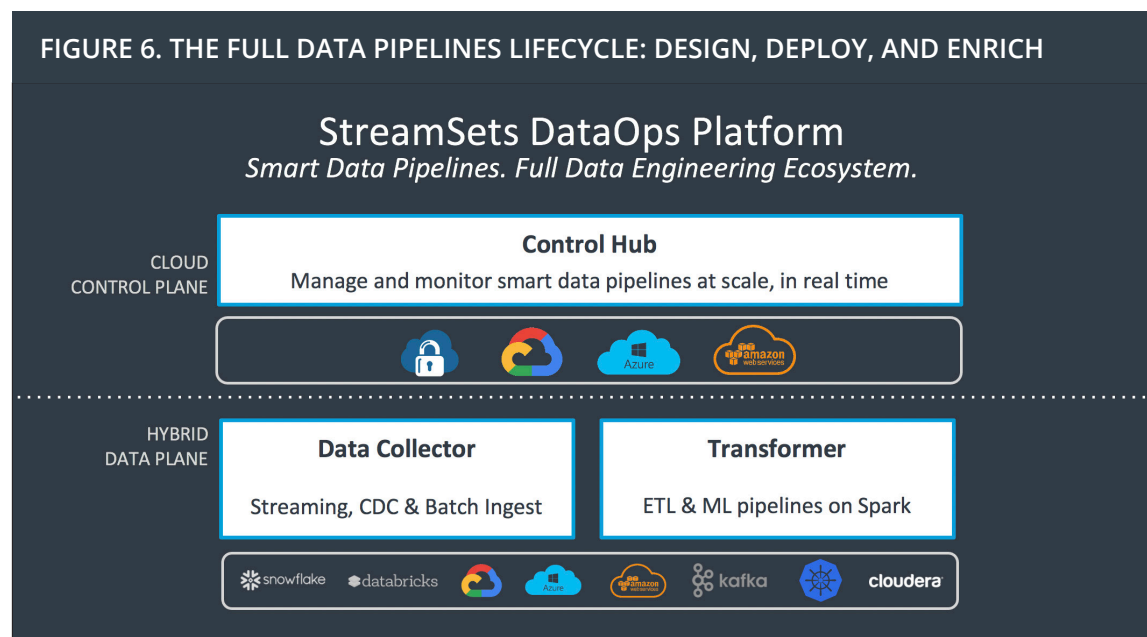 FIGURE 6. THE FULL DATA PIPELINES LIFECYCLE: DESIGN, DEPLOY, AND ENRICH
StreamSets DataOps Platform
Smart Data Pipelines. Full Data Engineering Ecosystem.
CLOUD
CONTROL PLANE
Control Hub
Manage and monitor smart data pipelines at scale, in real time
Azure
amazon
web services
HYBRID
DATA PLANE
Data Collector
Streaming, CDC & Batch Ingest
Transformer
ETL & ML pipelines on Spark
snowflake
databricks
Azure
amazon
web services
kafka
cloudera